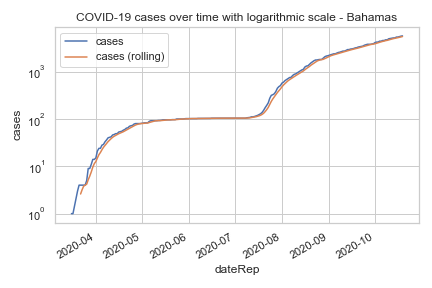 COVID-19 cases over time with logarithmic scale - Bahamas
cases
cases (rolling)
cases
10³
10²
10¹
10⁰
2020-04
2020-05
2020-06
2020-07
2020-08
2020-09
2020-10
dateRep